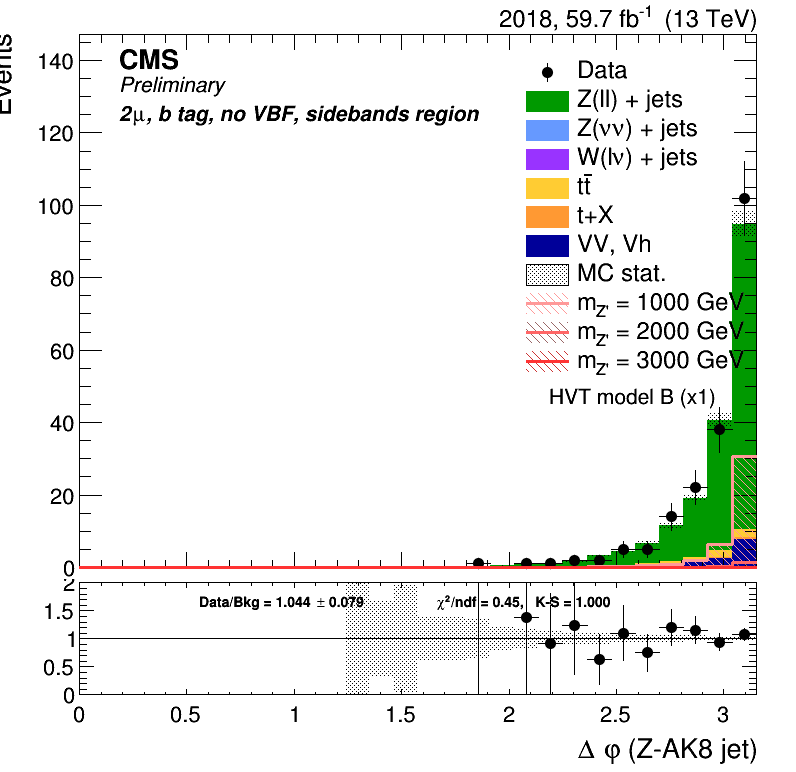 2018, 59.7 fb⁻¹ (13 TeV)
Events
CMS
Preliminary
2μ, b tag, no VBF, sidebands region
Data
Z(ll) + jets
Z(νν) + jets
W(lν) + jets
tt̄
t+X
VV, Vh
MC stat.
m_Z' = 1000 GeV
m_Z' = 2000 GeV
m_Z' = 3000 GeV
HVT model B (x1)
140
120
100
80
60
40
20
0
Data/Bkg = 1.044 ± 0.079
χ²/ndf = 0.45, K-S = 1.000
2
1.5
1
0.5
0
0 0.5 1 1.5 2 2.5 3
Δ φ (Z-AK8 jet)